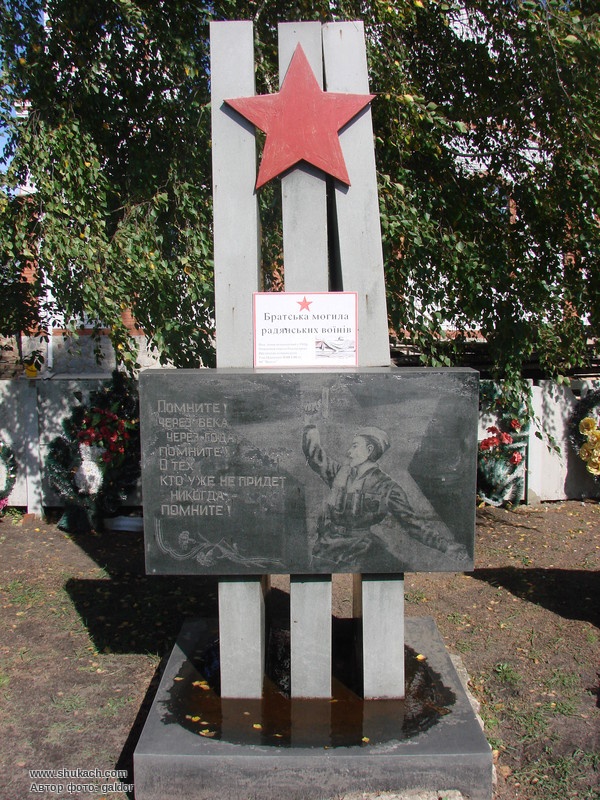 Братська могила
радянських воїнів
Помните!
через века
через года
помните!
О тех,
кто уже не придет
никогда,
помните!
www.shukach.com
Автор фото: galdor